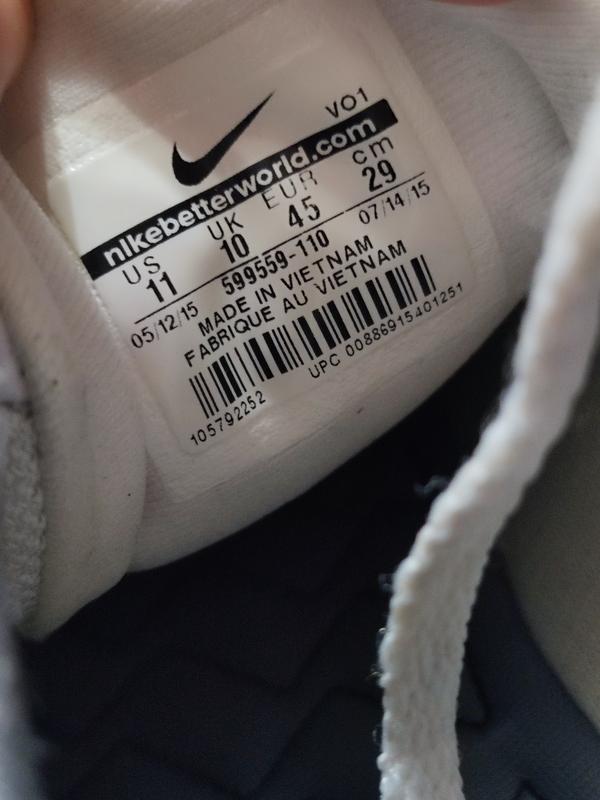 VO1
nikebetterworld.com
US UK EUR cm
11 10 45 29
599559-110
05/12/15 07/14/15
MADE IN VIETNAM
FABRIQUE AU VIETNAM
105792252 UPC 00886915401251